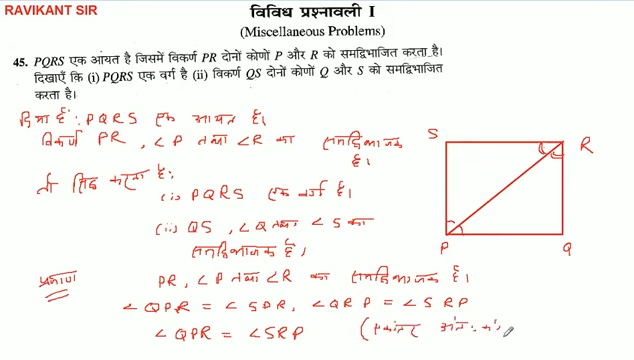 RAVIKANT SIR
विविध प्रश्नावली I
(Miscellaneous Problems)
45. PQRS एक आयत है जिसमें विकर्ण PR दोनों कोणों P और R को समद्विभाजित करता है।
दिखाएँ कि (i) PQRS एक वर्ग है (ii) विकर्ण QS दोनों कोणों Q और S को समद्विभाजित
करता है।
दिया है: PQRS एक आयत है।
विकर्ण PR, ∠P तथा ∠R का समद्विभाजक
है।
तो सिद्ध करना है:
(i) PQRS एक वर्ग है।
(ii) QS, ∠Q तथा ∠S का
समद्विभाजक है।
S
R
P
Q
प्रमाण
PR, ∠P तथा ∠R का समद्विभाजक है।
∠QPR = ∠SPR, ∠QRP = ∠SRP
∠QPR = ∠SRP (एकांतर अंतः